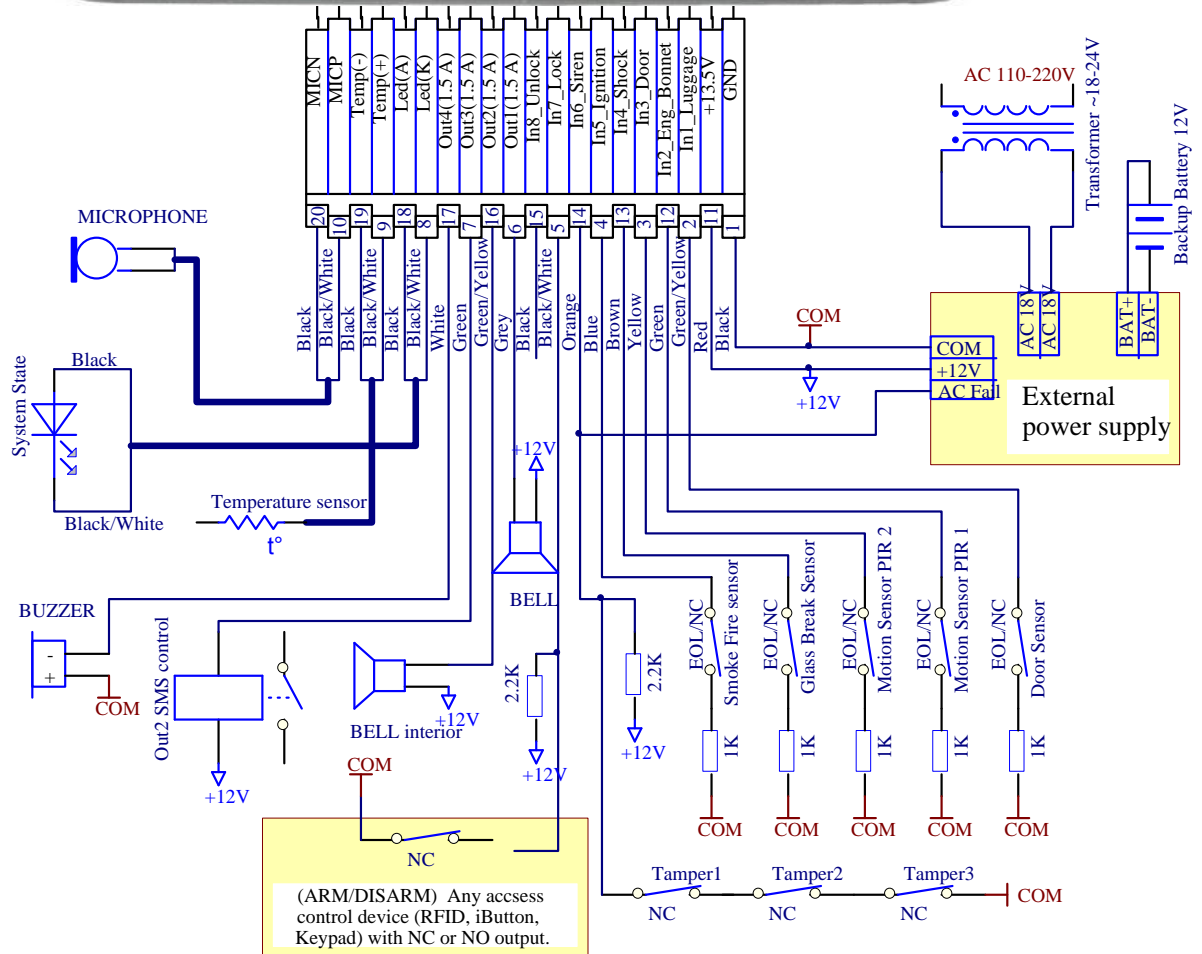 MICN
MICP
Temp(-)
Temp(+)
Led(A)
Led(K)
Out4(1.5 A)
Out3(1.5 A)
Out2(1.5 A)
Out1(1.5 A)
In8_Unlock
In7_Lock
In6_Siren
In5_Ignition
In4_Shock
In3_Door
In2_Eng_Bonnet
In1_Luggage
+13.5V
GND
20
10
19
9
18
8
17
7
16
6
15
5
14
4
13
3
12
2
11
1
Black
Black/White
Black
Black/White
Black
Black/White
White
Green
Green/Yellow
Grey
Black
Black/White
Orange
Blue
Brown
Yellow
Green
Green/Yellow
Red
Black
AC 110-220V
Transformer ~18-24V
Backup Battery 12V
AC 18V
AC 18V
BAT+
BAT-
COM
+12V
COM
+12V
AC Fail
External
power supply
MICROPHONE
System State
Black
Black/White
Temperature sensor
t°
BUZZER
-
+
COM
Out2 SMS control
+12V
BELL interior
+12V
+12V
BELL
2.2K
+12V
2.2K
+12V
EOL/NC
Smoke Fire sensor
1K
COM
EOL/NC
Glass Break Sensor
1K
COM
EOL/NC
Motion Sensor PIR 2
1K
COM
EOL/NC
Motion Sensor PIR 1
1K
COM
EOL/NC
Door Sensor
1K
COM
COM
NC
(ARM/DISARM) Any accsess
control device (RFID, iButton,
Keypad) with NC or NO output.
Tamper1
NC
Tamper2
NC
Tamper3
NC
COM